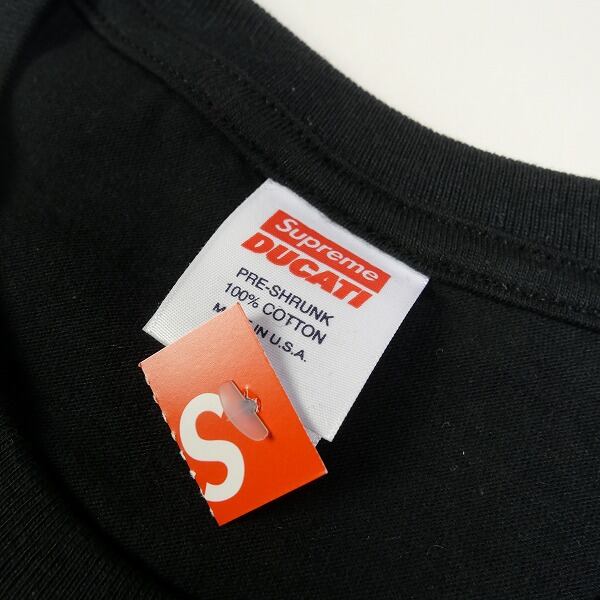 Supreme
DUCATI
PRE-SHRUNK
100% COTTON
IN U.S.A.
S